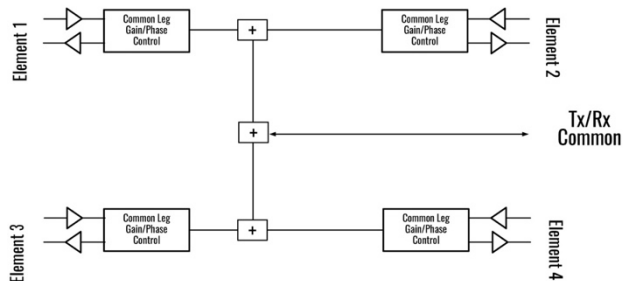 Element 1
Common Leg
Gain/Phase
Control
+
Common Leg
Gain/Phase
Control
Element 2
+
Tx/Rx
Common
Element 3
Common Leg
Gain/Phase
Control
+
Common Leg
Gain/Phase
Control
Element 4